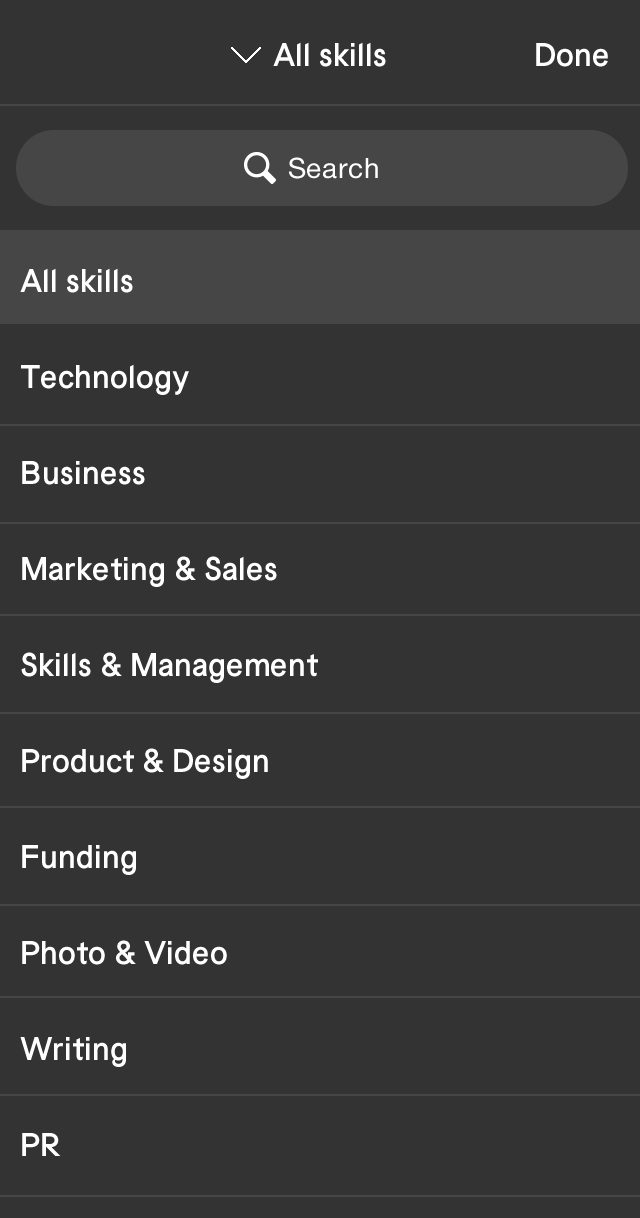 All skills
Done
Search
All skills
Technology
Business
Marketing & Sales
Skills & Management
Product & Design
Funding
Photo & Video
Writing
PR